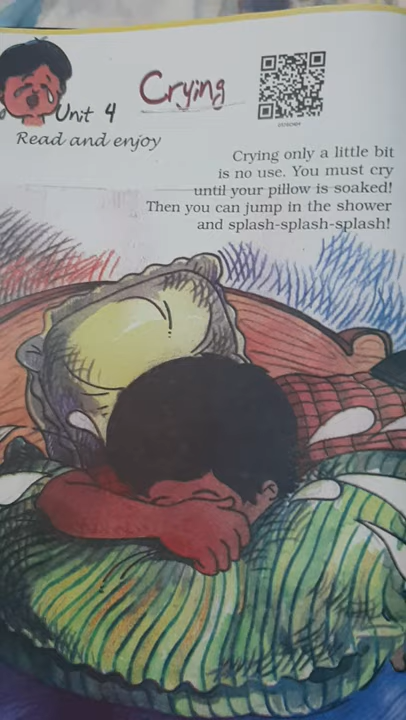 Crying
Unit 4
Read and enjoy
Crying only a little bit
is no use. You must cry
until your pillow is soaked!
Then you can jump in the shower
and splash-splash-splash!